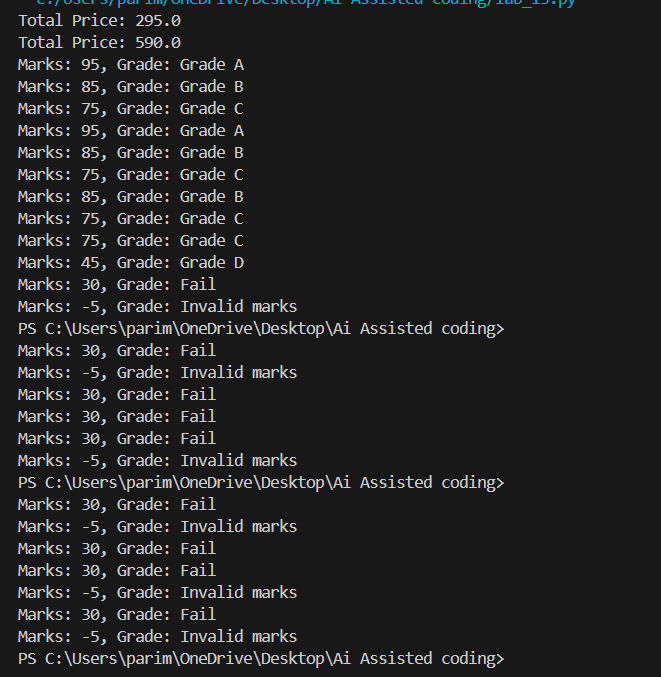 C:/Users/parim/OneDrive/Desktop/Ai Assisted coding/lab_15.py
Total Price: 295.0
Total Price: 590.0
Marks: 95, Grade: Grade A
Marks: 85, Grade: Grade B
Marks: 75, Grade: Grade C
Marks: 95, Grade: Grade A
Marks: 85, Grade: Grade B
Marks: 75, Grade: Grade C
Marks: 85, Grade: Grade B
Marks: 75, Grade: Grade C
Marks: 75, Grade: Grade C
Marks: 45, Grade: Grade D
Marks: 30, Grade: Fail
Marks: -5, Grade: Invalid marks
PS C:\Users\parim\OneDrive\Desktop\Ai Assisted coding>
Marks: 30, Grade: Fail
Marks: -5, Grade: Invalid marks
Marks: 30, Grade: Fail
Marks: 30, Grade: Fail
Marks: 30, Grade: Fail
Marks: -5, Grade: Invalid marks
PS C:\Users\parim\OneDrive\Desktop\Ai Assisted coding>
Marks: 30, Grade: Fail
Marks: -5, Grade: Invalid marks
Marks: 30, Grade: Fail
Marks: 30, Grade: Fail
Marks: -5, Grade: Invalid marks
Marks: 30, Grade: Fail
Marks: -5, Grade: Invalid marks
PS C:\Users\parim\OneDrive\Desktop\Ai Assisted coding>